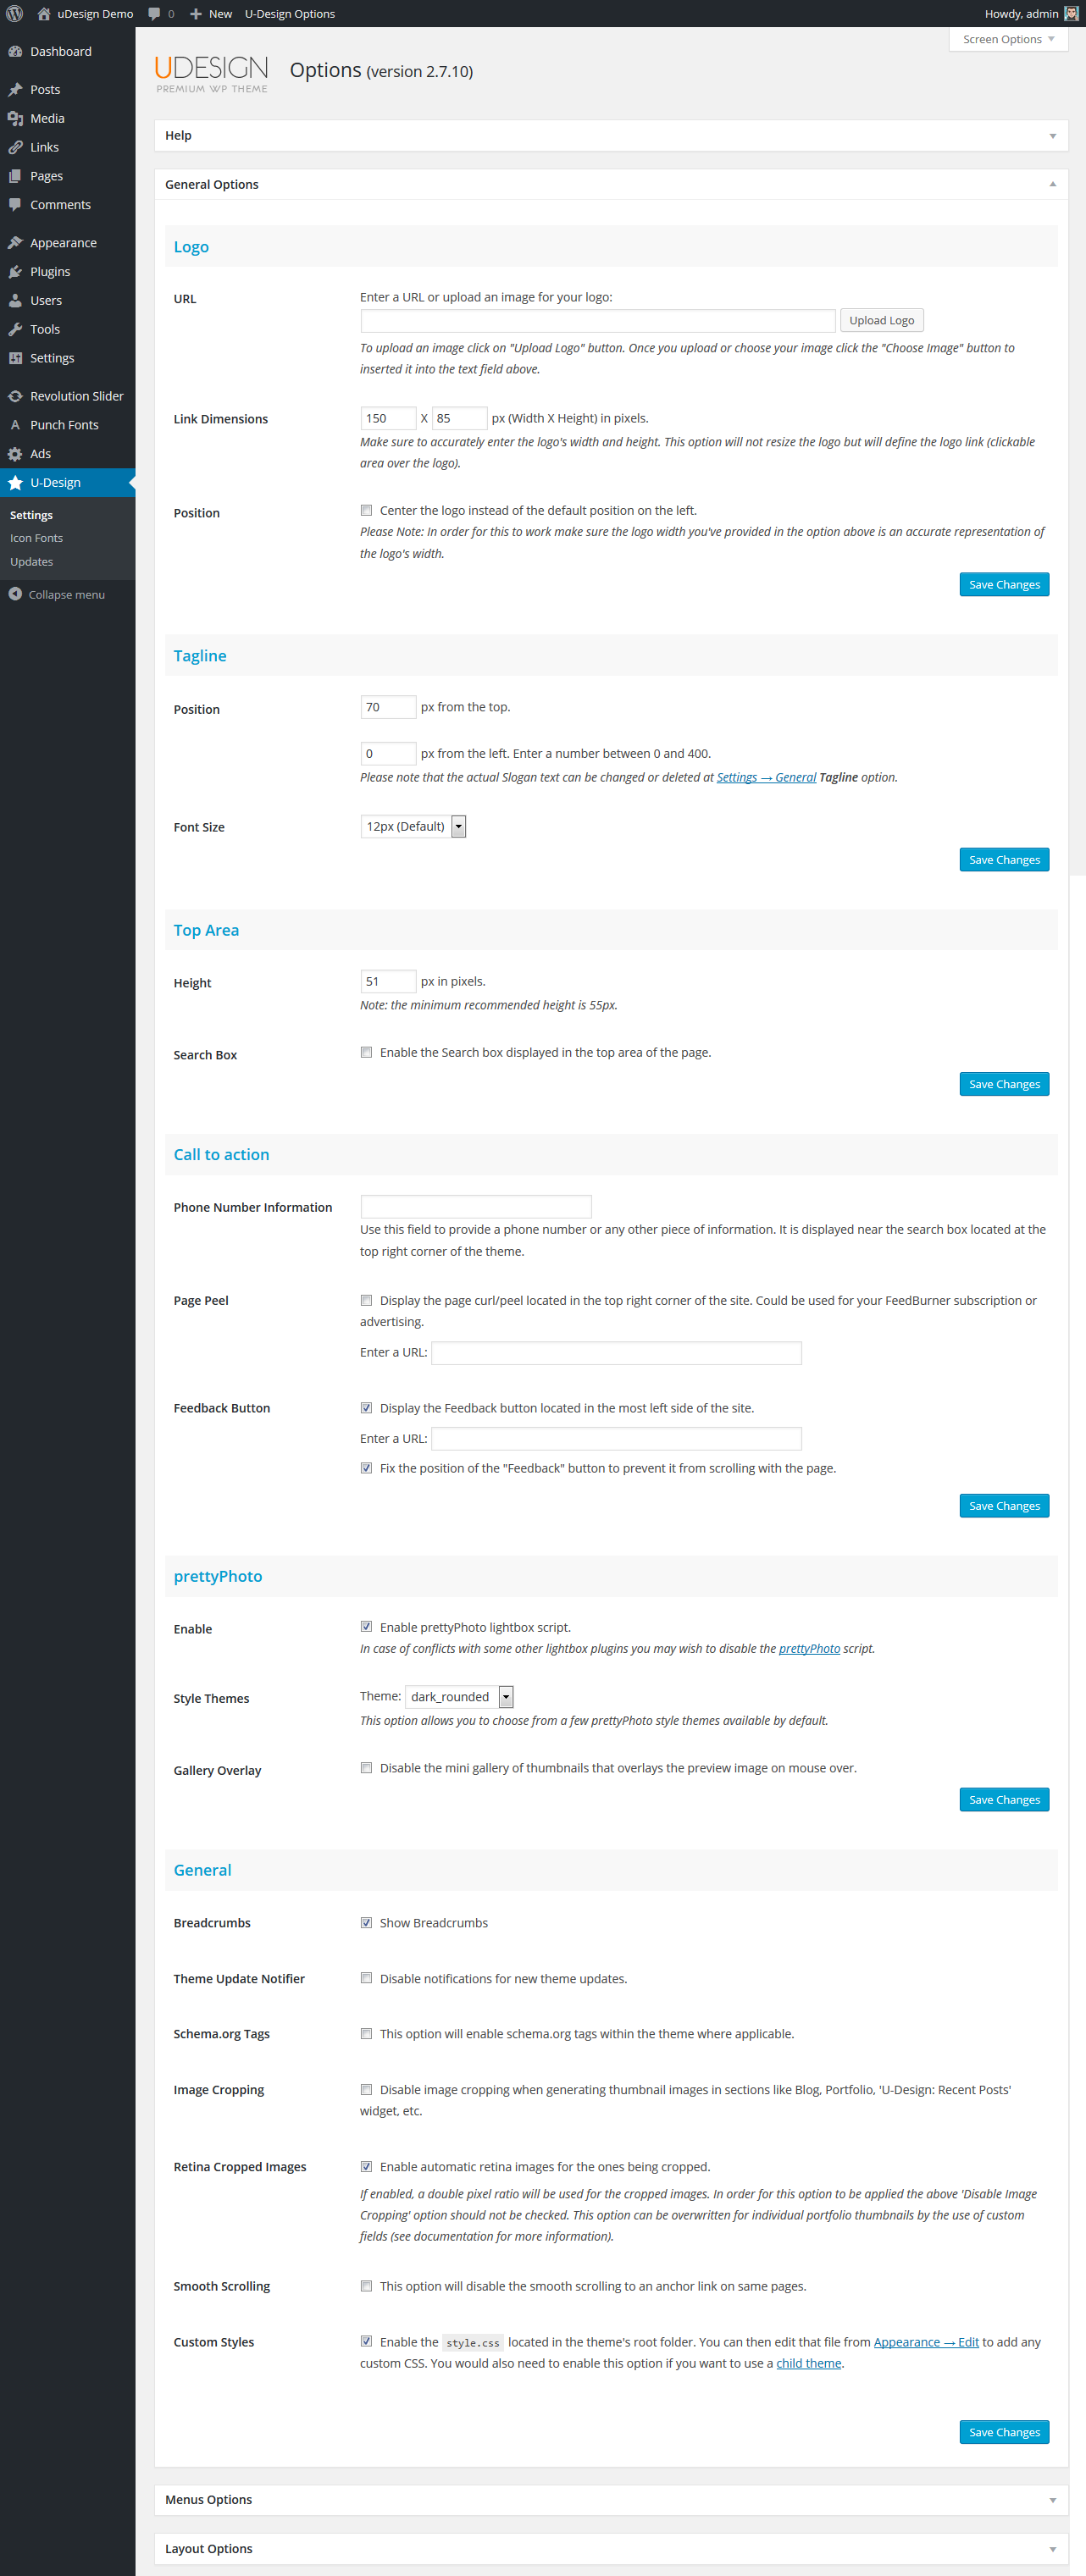 uDesign Demo 0 New U-Design Options Howdy, admin
Screen Options
Dashboard
Posts
Media
Links
Pages
Comments
Appearance
Plugins
Users
Tools
Settings
Revolution Slider
Punch Fonts
Ads
U-Design
Settings
Icon Fonts
Updates
Collapse menu
UDESIGN
PREMIUM WP THEME
Options (version 2.7.10)
Help
General Options
Logo
URL
Enter a URL or upload an image for your logo:
Upload Logo
To upload an image click on "Upload Logo" button. Once you upload or choose your image click the "Choose Image" button to
inserted it into the text field above.
Link Dimensions
150 X 85 px (Width X Height) in pixels.
Make sure to accurately enter the logo's width and height. This option will not resize the logo but will define the logo link (clickable
area over the logo).
Position
Center the logo instead of the default position on the left.
Please Note: In order for this to work make sure the logo width you've provided in the option above is an accurate representation of
the logo's width.
Save Changes
Tagline
Position
70 px from the top.
0 px from the left. Enter a number between 0 and 400.
Please note that the actual Slogan text can be changed or deleted at Settings → General Tagline option.
Font Size
12px (Default)
Save Changes
Top Area
Height
51 px in pixels.
Note: the minimum recommended height is 55px.
Search Box
Enable the Search box displayed in the top area of the page.
Save Changes
Call to action
Phone Number Information
Use this field to provide a phone number or any other piece of information. It is displayed near the search box located at the
top right corner of the theme.
Page Peel
Display the page curl/peel located in the top right corner of the site. Could be used for your FeedBurner subscription or
advertising.
Enter a URL:
Feedback Button
Display the Feedback button located in the most left side of the site.
Enter a URL:
Fix the position of the "Feedback" button to prevent it from scrolling with the page.
Save Changes
prettyPhoto
Enable
Enable prettyPhoto lightbox script.
In case of conflicts with some other lightbox plugins you may wish to disable the prettyPhoto script.
Style Themes
Theme: dark_rounded
This option allows you to choose from a few prettyPhoto style themes available by default.
Gallery Overlay
Disable the mini gallery of thumbnails that overlays the preview image on mouse over.
Save Changes
General
Breadcrumbs
Show Breadcrumbs
Theme Update Notifier
Disable notifications for new theme updates.
Schema.org Tags
This option will enable schema.org tags within the theme where applicable.
Image Cropping
Disable image cropping when generating thumbnail images in sections like Blog, Portfolio, 'U-Design: Recent Posts'
widget, etc.
Retina Cropped Images
Enable automatic retina images for the ones being cropped.
If enabled, a double pixel ratio will be used for the cropped images. In order for this option to be applied the above 'Disable Image
Cropping' option should not be checked. This option can be overwritten for individual portfolio thumbnails by the use of custom
fields (see documentation for more information).
Smooth Scrolling
This option will disable the smooth scrolling to an anchor link on same pages.
Custom Styles
Enable the style.css located in the theme's root folder. You can then edit that file from Appearance → Edit to add any
custom CSS. You would also need to enable this option if you want to use a child theme.
Save Changes
Menus Options
Layout Options